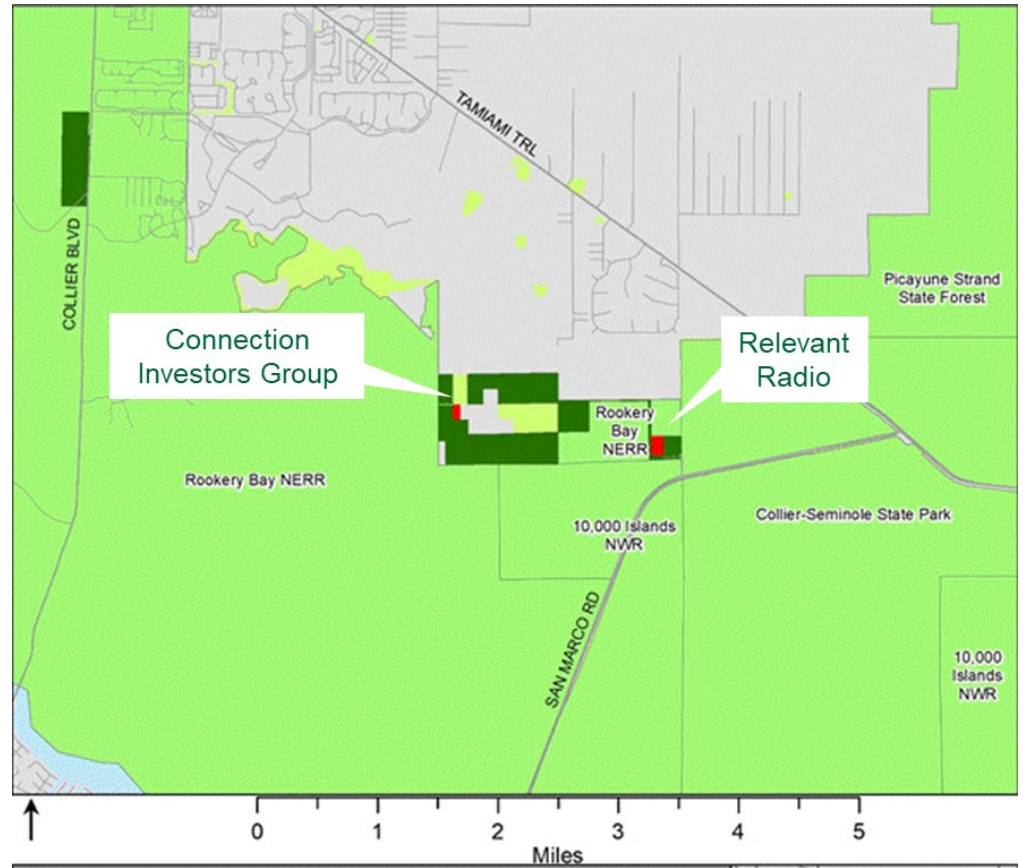 TAMIAMI TRL
COLLIER BLVD
Picayune Strand
State Forest
Connection
Investors Group
Relevant
Radio
Rookery
Bay
NERR
Rookery Bay NERR
Collier-Seminole State Park
10,000 Islands
NWR
SAN MARCO RD
10,000
Islands
NWR
0 1 2 3 4 5
Miles